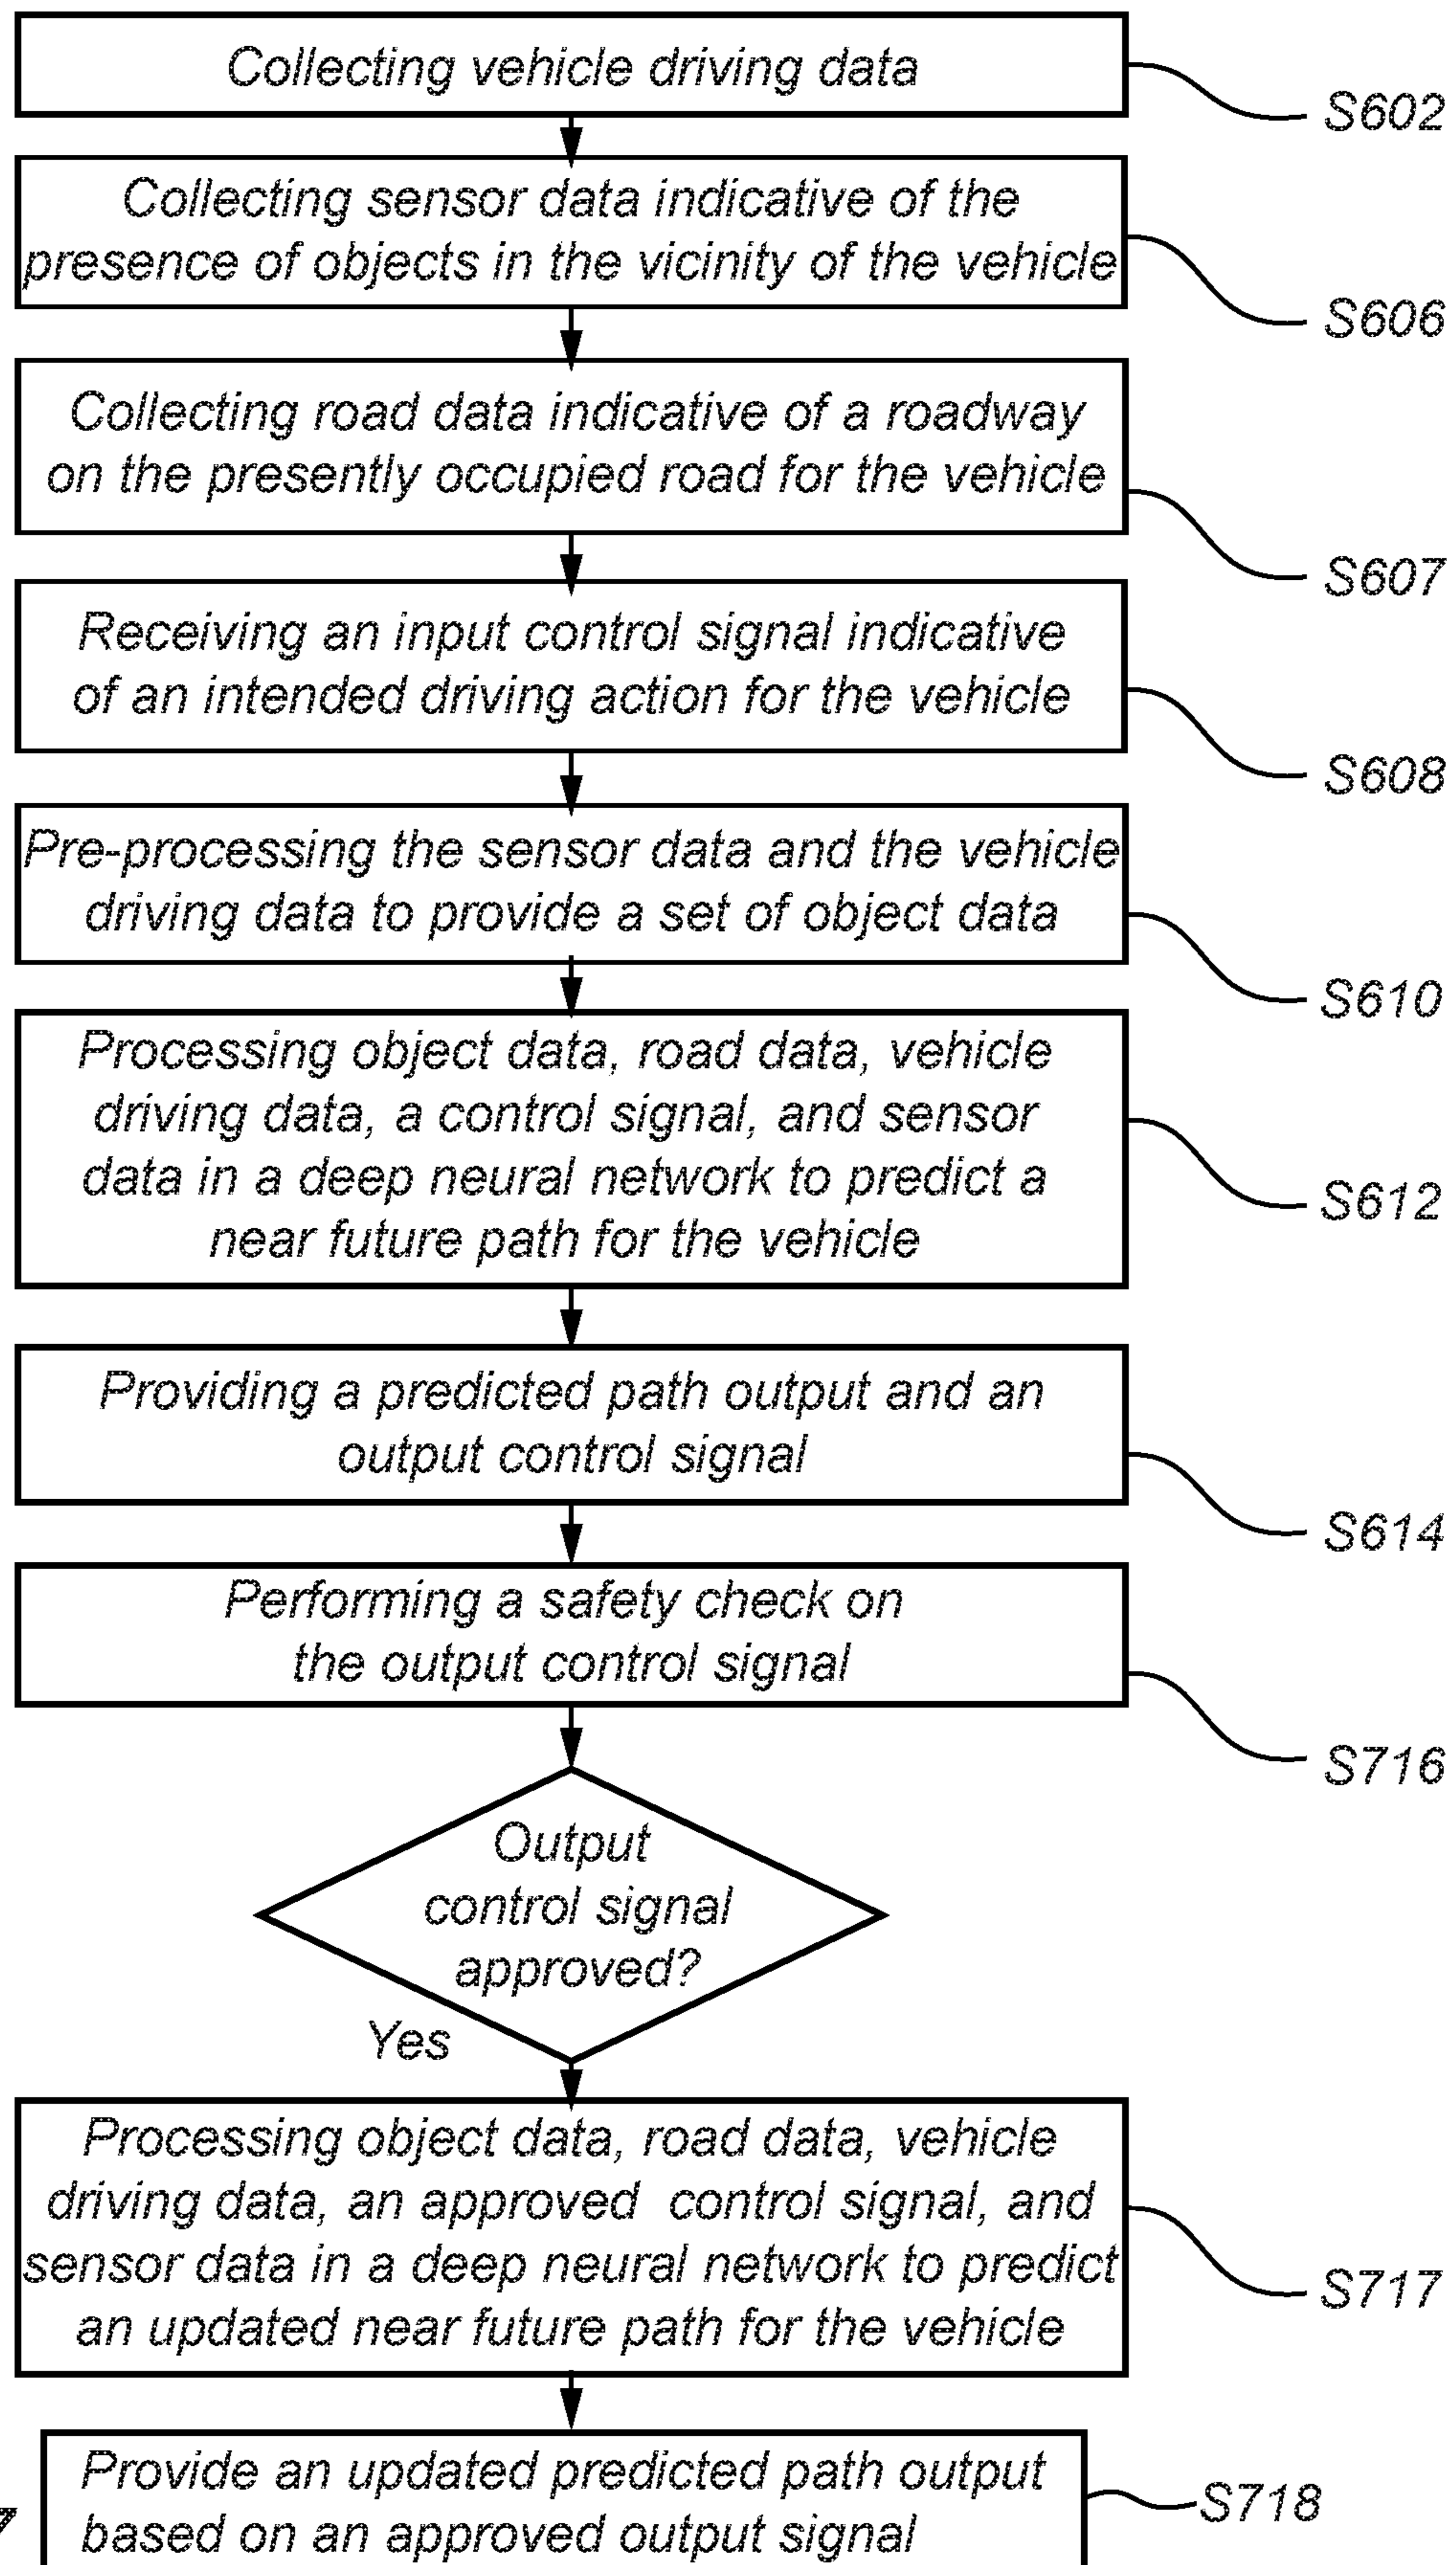 Collecting vehicle driving data
S602
Collecting sensor data indicative of the
presence of objects in the vicinity of the vehicle
S606
Collecting road data indicative of a roadway
on the presently occupied road for the vehicle
S607
Receiving an input control signal indicative
of an intended driving action for the vehicle
S608
Pre-processing the sensor data and the vehicle
driving data to provide a set of object data
S610
Processing object data, road data, vehicle
driving data, a control signal, and sensor
data in a deep neural network to predict a
near future path for the vehicle
S612
Providing a predicted path output and an
output control signal
S614
Performing a safety check on
the output control signal
S716
Output
control signal
approved?
Yes
Processing object data, road data, vehicle
driving data, an approved control signal, and
sensor data in a deep neural network to predict
an updated near future path for the vehicle
S717
Provide an updated predicted path output
based on an approved output signal
S718